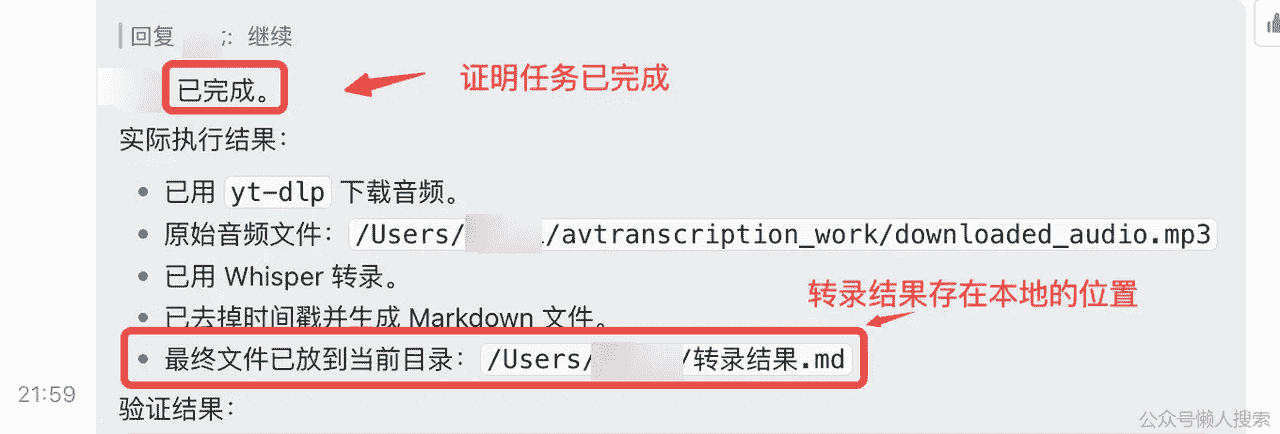 回复 ;: 继续
已完成。
证明任务已完成
实际执行结果：
• 已用 yt-dlp 下载音频。
• 原始音频文件： /Users/ /avtranscription_work/downloaded_audio.mp3
• 已用 Whisper 转录。
转录结果存在本地的位置
• 已去掉时间戳并生成 Markdown 文件。
• 最终文件已放到当前目录： /Users/ /转录结果.md
21:59
验证结果：
公众号懒人搜索